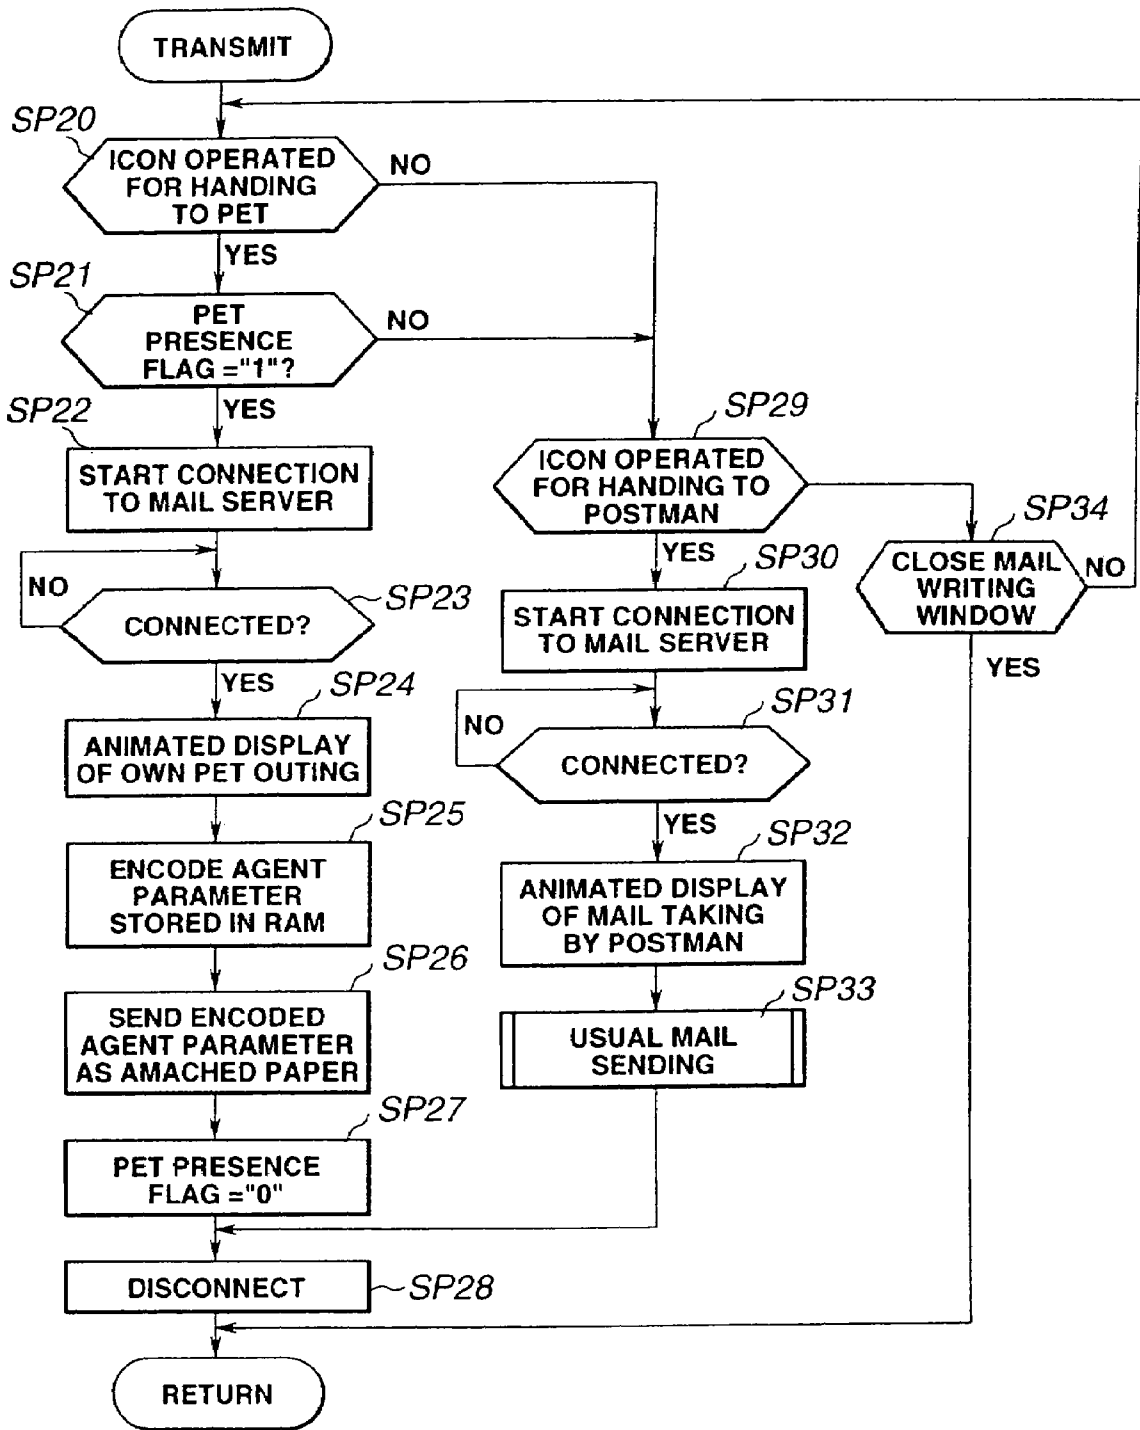 TRANSMIT
SP20
ICON OPERATED
FOR HANDING
TO PET
NO
YES
SP21
PET
PRESENCE
FLAG ="1"?
NO
YES
SP22
START CONNECTION
TO MAIL SERVER
NO
CONNECTED?
SP23
YES
SP24
ANIMATED DISPLAY
OF OWN PET OUTING
SP25
ENCODE AGENT
PARAMETER
STORED IN RAM
SP26
SEND ENCODED
AGENT PARAMETER
AS AMACHED PAPER
SP27
PET PRESENCE
FLAG ="0"
DISCONNECT
SP28
RETURN
SP29
ICON OPERATED
FOR HANDING TO
POSTMAN
YES
SP30
START CONNECTION
TO MAIL SERVER
NO
SP31
CONNECTED?
YES
SP32
ANIMATED DISPLAY
OF MAIL TAKING
BY POSTMAN
SP33
USUAL MAIL
SENDING
SP34
CLOSE MAIL
WRITING
WINDOW
NO
YES